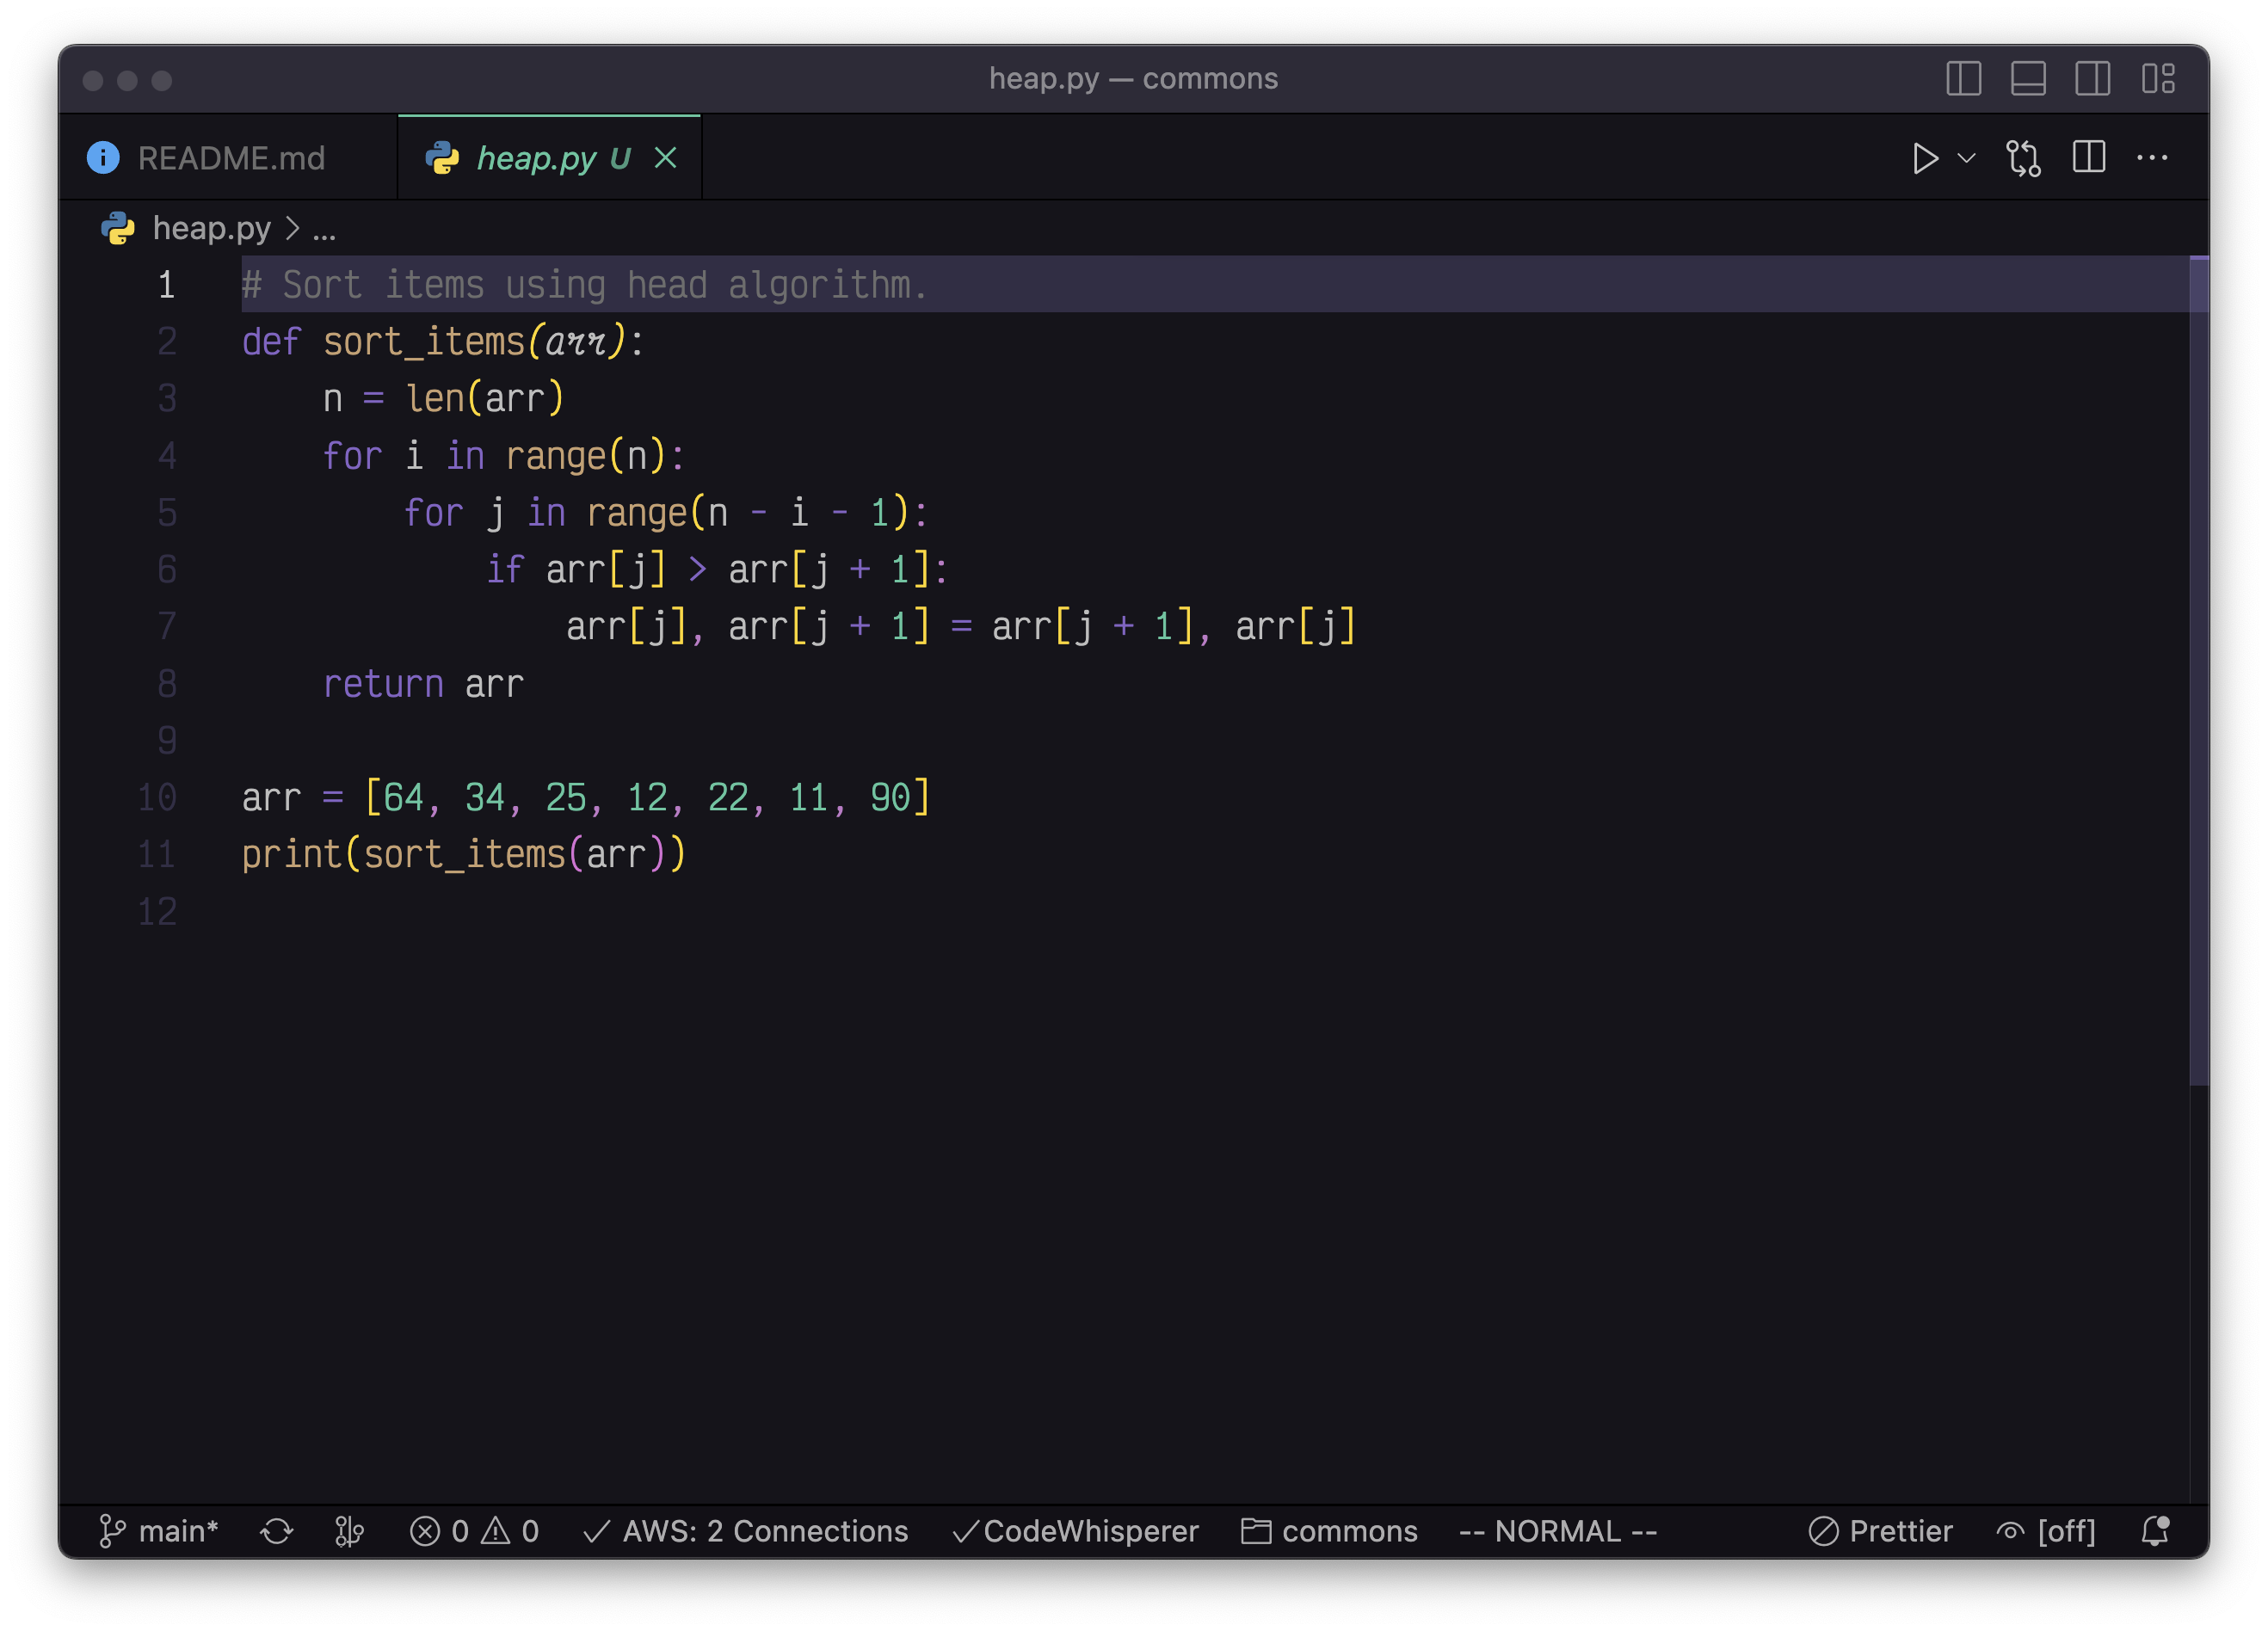 heap.py — commons
README.md
heap.py U
heap.py > ...
1 # Sort items using head algorithm.
2 def sort_items(arr):
3     n = len(arr)
4     for i in range(n):
5         for j in range(n - i - 1):
6             if arr[j] > arr[j + 1]:
7                 arr[j], arr[j + 1] = arr[j + 1], arr[j]
8     return arr
9
10 arr = [64, 34, 25, 12, 22, 11, 90]
11 print(sort_items(arr))
12
main* 0 0 AWS: 2 Connections CodeWhisperer commons -- NORMAL -- Prettier [off]